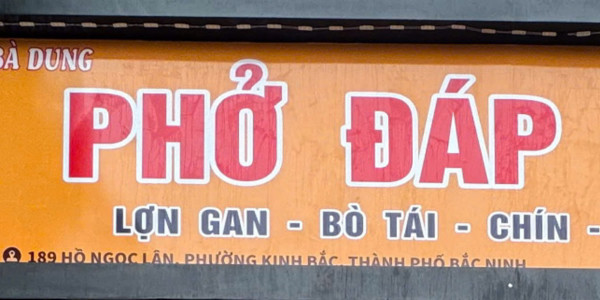 BÀ DUNG
PHỞ ĐÁP
LỢN GAN - BÒ TÁI - CHÍN -
189 HỒ NGỌC LÂN, PHƯỜNG KINH BẮC, THÀNH PHỐ BẮC NINH